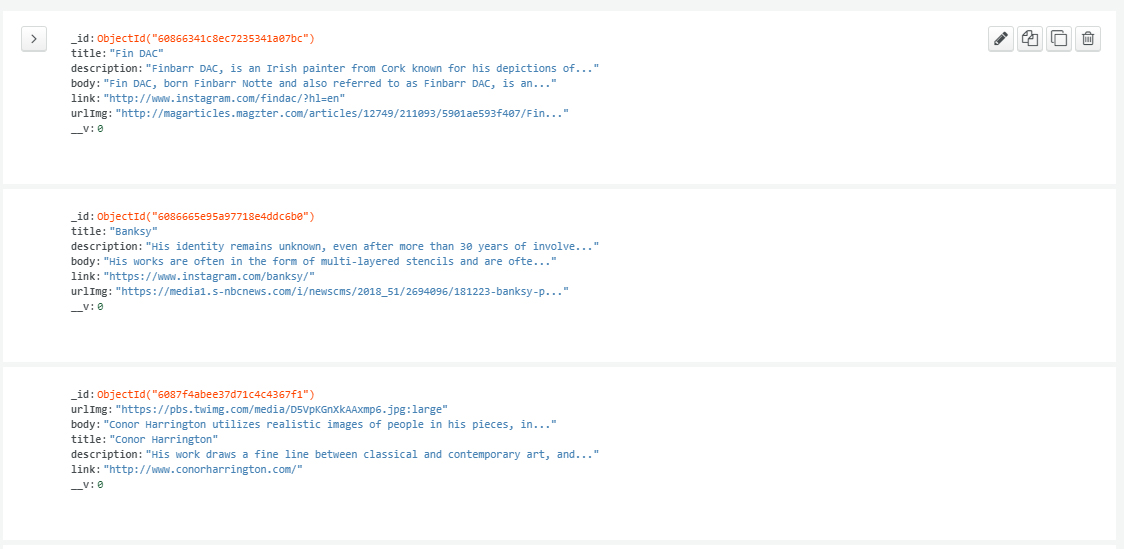 _id: ObjectId("60866341c8ec7235341a07bc")
title: "Fin DAC"
description: "Finbarr DAC, is an Irish painter from Cork known for his depictions of..."
body: "Fin DAC, born Finbarr Notte and also referred to as Finbarr DAC, is an..."
link: "http://www.instagram.com/findac/?hl=en"
urlImg: "http://magarticles.magzter.com/articles/12749/211093/5901ae593f407/Fin..."
__v: 0
_id: ObjectId("6086665e95a97718e4ddc6b0")
title: "Banksy"
description: "His identity remains unknown, even after more than 30 years of involve..."
body: "His works are often in the form of multi-layered stencils and are ofte..."
link: "https://www.instagram.com/banksy/"
urlImg: "https://media1.s-nbcnews.com/i/newscms/2018_51/2694096/181223-banksy-p..."
__v: 0
_id: ObjectId("6087f4abee37d71c4c4367f1")
urlImg: "https://pbs.twimg.com/media/D5VpKGnXkAAxmp6.jpg:large"
body: "Conor Harrington utilizes realistic images of people in his pieces, in..."
title: "Conor Harrington"
description: "His work draws a fine line between classical and contemporary art, and..."
link: "http://www.conorharrington.com/"
__v: 0